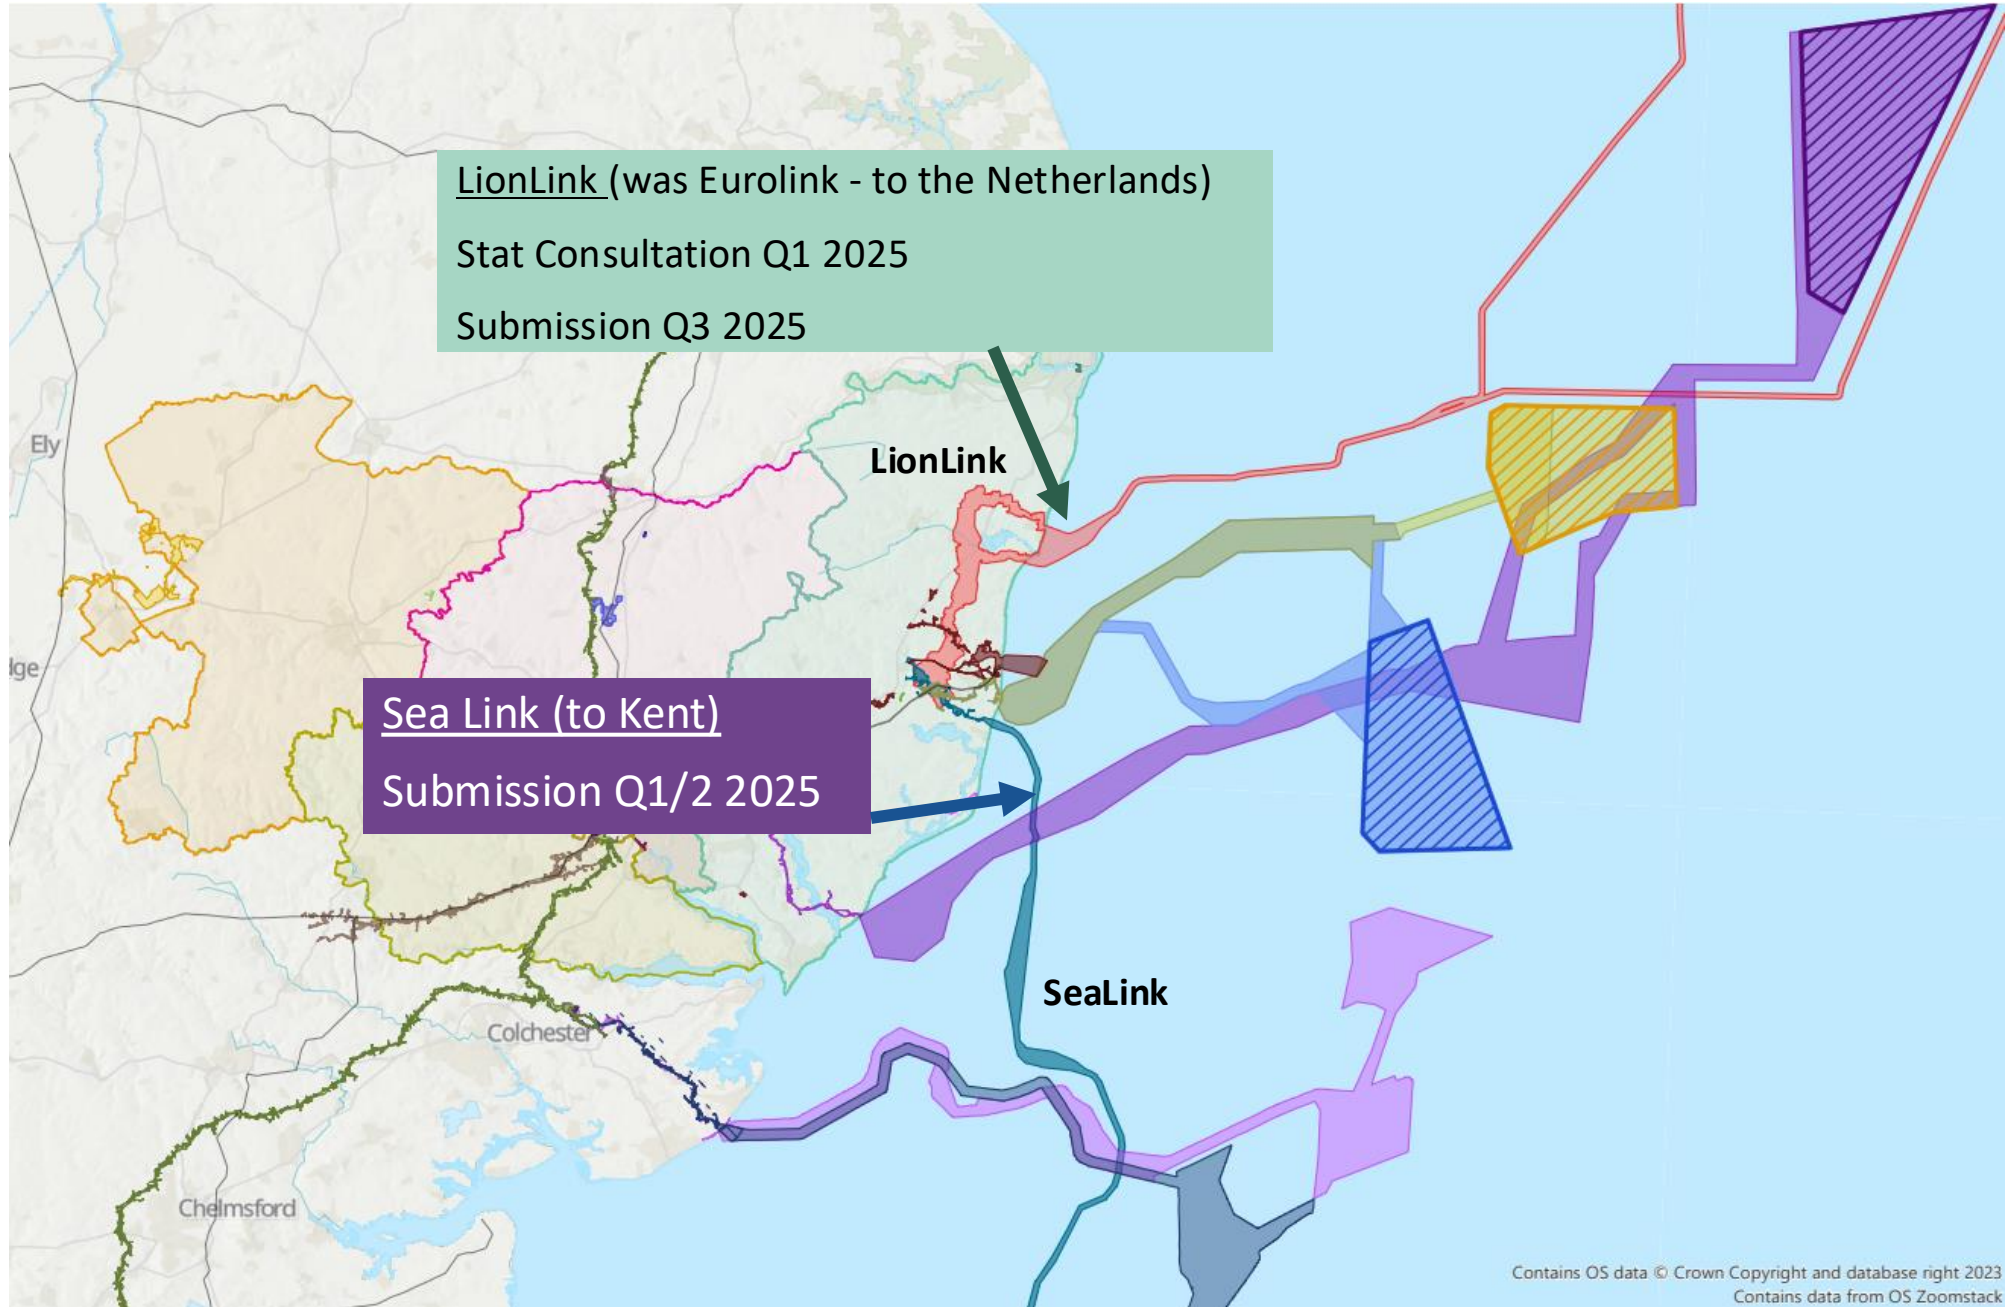 LionLink (was Eurolink - to the Netherlands)
Stat Consultation Q1 2025
Submission Q3 2025
Ely
LionLink
dge
Sea Link (to Kent)
Submission Q1/2 2025
SeaLink
Colchester
Chelmsford
Contains OS data © Crown Copyright and database right 2023
Contains data from OS Zoomstack